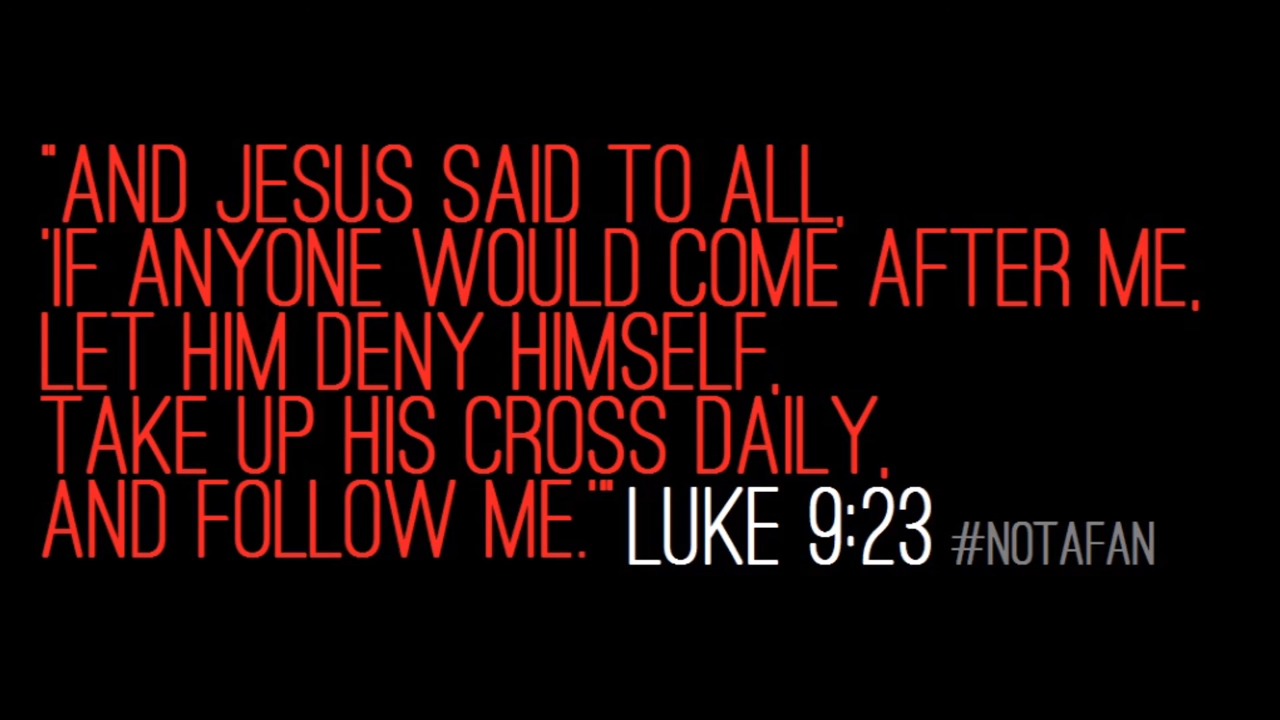 "AND JESUS SAID TO ALL,
'IF ANYONE WOULD COME AFTER ME,
LET HIM DENY HIMSELF,
TAKE UP HIS CROSS DAILY,
AND FOLLOW ME.'" LUKE 9:23 #NOTAFAN